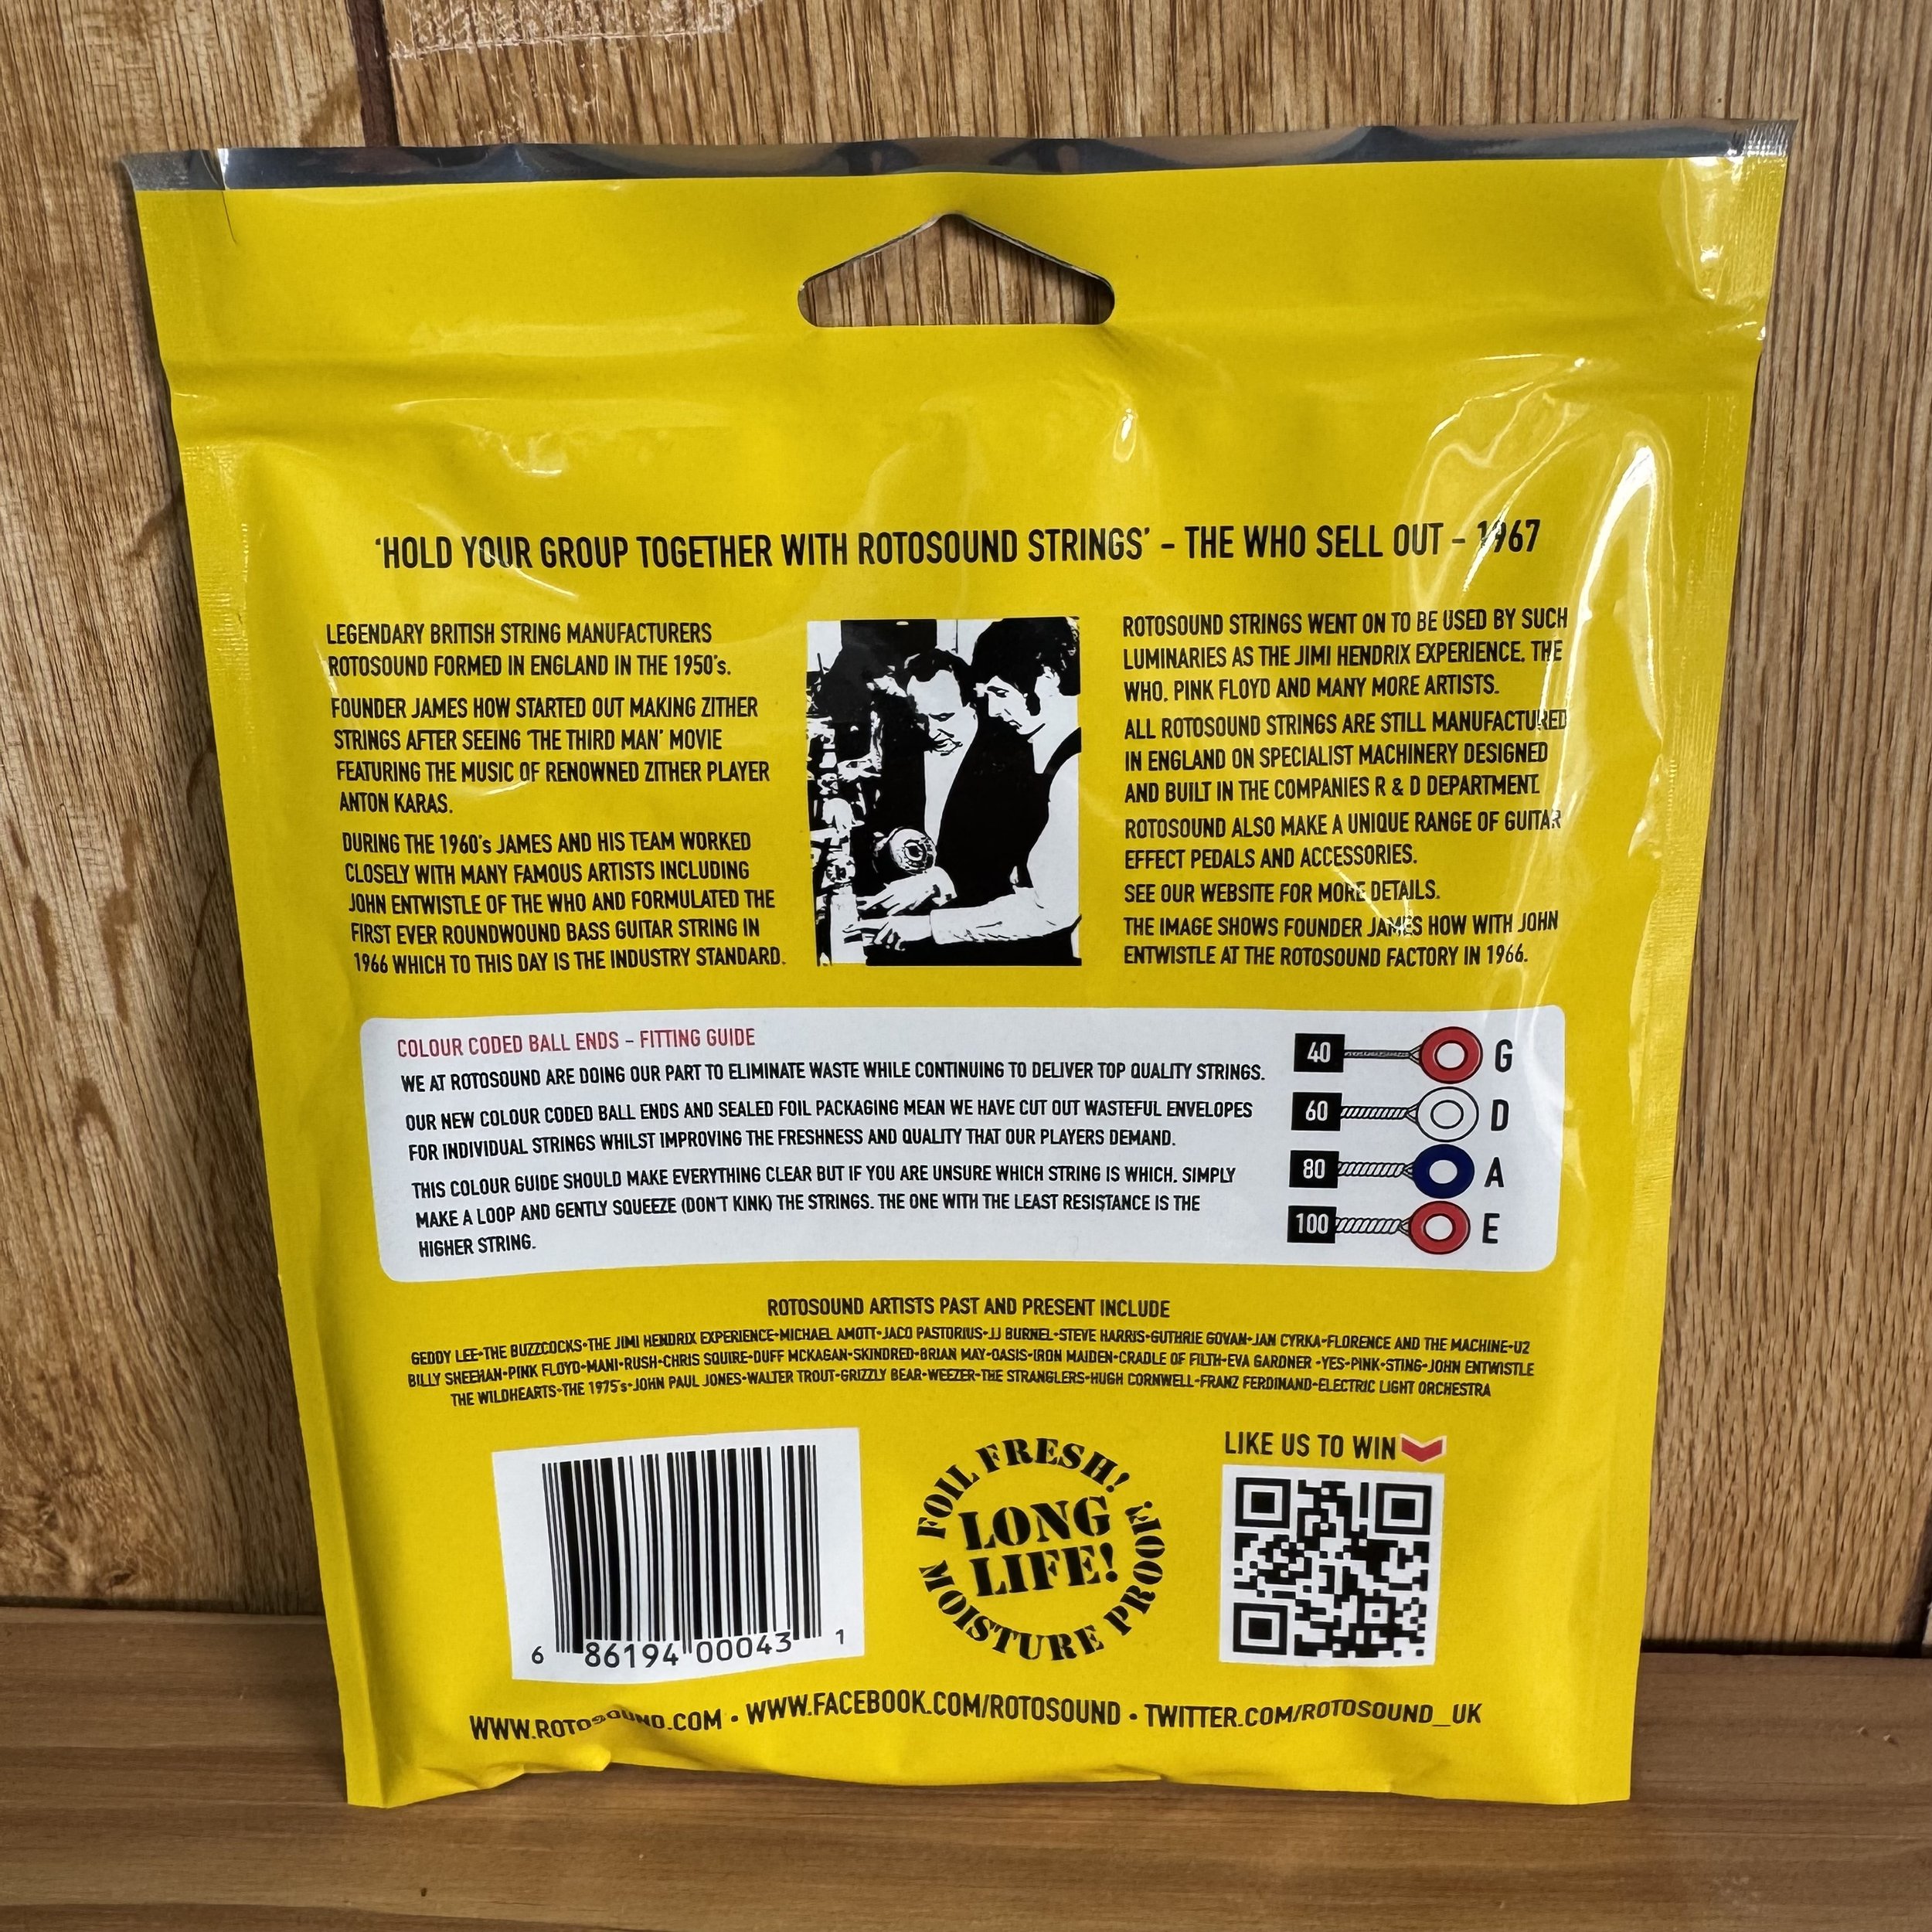 ‘HOLD YOUR GROUP TOGETHER WITH ROTOSOUND STRINGS’ – THE WHO SELL OUT – 1967
LEGENDARY BRITISH STRING MANUFACTURERS
ROTOSOUND FORMED IN ENGLAND IN THE 1950's.
FOUNDER JAMES HOW STARTED OUT MAKING ZITHER
STRINGS AFTER SEEING ‘THE THIRD MAN’ MOVIE
FEATURING THE MUSIC OF RENOWNED ZITHER PLAYER
ANTON KARAS.
DURING THE 1960's JAMES AND HIS TEAM WORKED
CLOSELY WITH MANY FAMOUS ARTISTS INCLUDING
JOHN ENTWISTLE OF THE WHO AND FORMULATED THE
FIRST EVER ROUNDWOUND BASS GUITAR STRING IN
1966 WHICH TO THIS DAY IS THE INDUSTRY STANDARD.
ROTOSOUND STRINGS WENT ON TO BE USED BY SUCH
LUMINARIES AS THE JIMI HENDRIX EXPERIENCE, THE
WHO, PINK FLOYD AND MANY MORE ARTISTS.
ALL ROTOSOUND STRINGS ARE STILL MANUFACTURED
IN ENGLAND ON SPECIALIST MACHINERY DESIGNED
AND BUILT IN THE COMPANIES R & D DEPARTMENT.
ROTOSOUND ALSO MAKE A UNIQUE RANGE OF GUITAR
EFFECT PEDALS AND ACCESSORIES.
SEE OUR WEBSITE FOR MORE DETAILS.
THE IMAGE SHOWS FOUNDER JAMES HOW WITH JOHN
ENTWISTLE AT THE ROTOSOUND FACTORY IN 1966.
COLOUR CODED BALL ENDS – FITTING GUIDE
WE AT ROTOSOUND ARE DOING OUR PART TO ELIMINATE WASTE WHILE CONTINUING TO DELIVER TOP QUALITY STRINGS.
OUR NEW COLOUR CODED BALL ENDS AND SEALED FOIL PACKAGING MEAN WE HAVE CUT OUT WASTEFUL ENVELOPES
FOR INDIVIDUAL STRINGS WHILST IMPROVING THE FRESHNESS AND QUALITY THAT OUR PLAYERS DEMAND.
THIS COLOUR GUIDE SHOULD MAKE EVERYTHING CLEAR BUT IF YOU ARE UNSURE WHICH STRING IS WHICH, SIMPLY
MAKE A LOOP AND GENTLY SQUEEZE (DON'T KINK) THE STRINGS. THE ONE WITH THE LEAST RESISTANCE IS THE
HIGHER STRING.
40 G
60 D
80 A
100 E
ROTOSOUND ARTISTS PAST AND PRESENT INCLUDE
GEDDY LEE•THE BUZZCOCKS•THE JIMI HENDRIX EXPERIENCE•MICHAEL AMOTT•JACO PASTORIUS•JJ BURNEL•STEVE HARRIS•GUTHRIE GOVAN•JAN CYRKA•FLORENCE AND THE MACHINE•U2
BILLY SHEEHAN•PINK FLOYD•MANI•RUSH•CHRIS SQUIRE•DUFF MCKAGAN•SKINDRED•BRIAN MAY•OASIS•IRON MAIDEN•CRADLE OF FILTH•EVA GARDNER •YES•PINK•STING•JOHN ENTWISTLE
THE WILDHEARTS•THE 1975's•JOHN PAUL JONES•WALTER TROUT•GRIZZLY BEAR•WEEZER•THE STRANGLERS•HUGH CORNWELL•FRANZ FERDINAND•ELECTRIC LIGHT ORCHESTRA
6 86194 00043 1
FOIL FRESH!
LONG
LIFE!
MOISTURE PROOF!
LIKE US TO WIN
WWW.ROTOSOUND.COM • WWW.FACEBOOK.COM/ROTOSOUND • TWITTER.COM/ROTOSOUND_UK